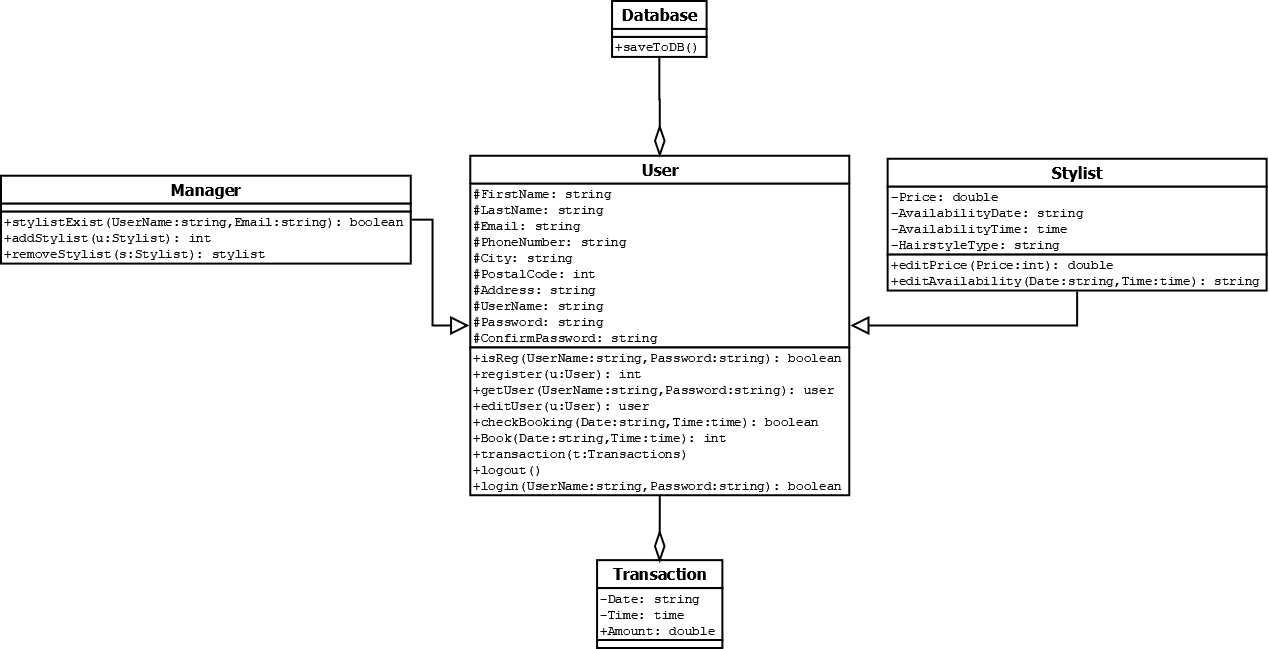 Database
+saveToDB()
Manager
+stylistExist(UserName:string,Email:string): boolean
+addStylist(u:Stylist): int
+removeStylist(s:Stylist): stylist
User
#FirstName: string
#LastName: string
#Email: string
#PhoneNumber: string
#City: string
#PostalCode: int
#Address: string
#UserName: string
#Password: string
#ConfirmPassword: string
+isReg(UserName:string,Password:string): boolean
+register(u:User): int
+getUser(UserName:string,Password:string): user
+editUser(u:User): user
+checkBooking(Date:string,Time:time): boolean
+Book(Date:string,Time:time): int
+transaction(t:Transactions)
+logout()
+login(UserName:string,Password:string): boolean
Stylist
-Price: double
-AvailabilityDate: string
-AvailabilityTime: time
-HairstyleType: string
+editPrice(Price:int): double
+editAvailability(Date:string,Time:time): string
Transaction
-Date: string
-Time: time
+Amount: double